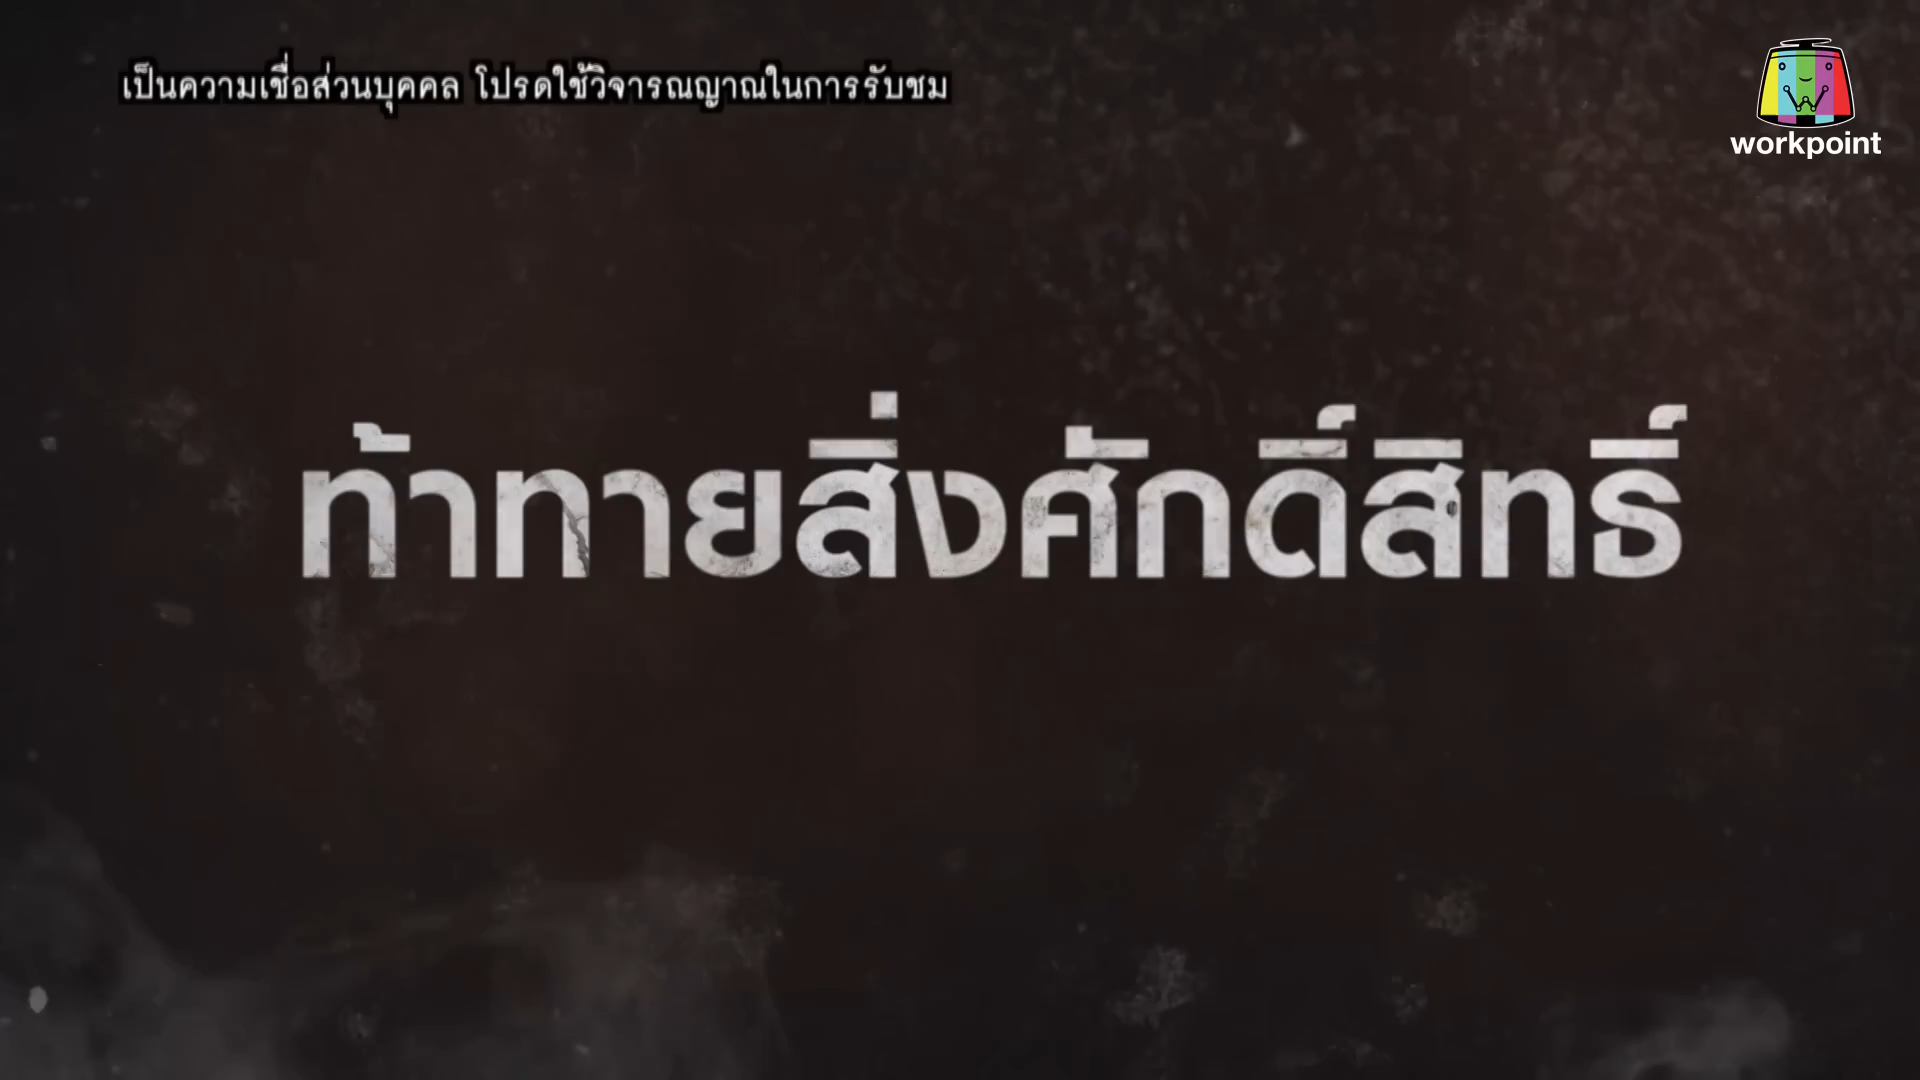 เป็นความเชื่อส่วนบุคคล โปรดใช้วิจารณญาณในการรับชม
workpoint
ท้าทายสิ่งศักดิ์สิทธิ์